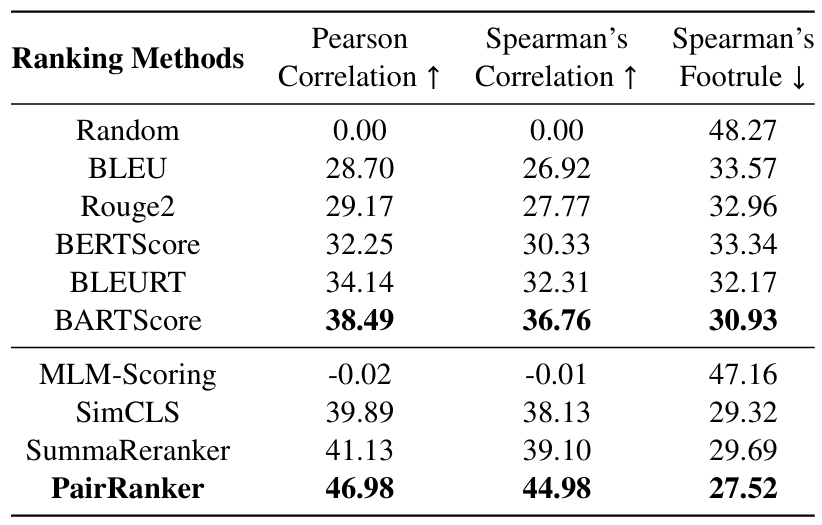 Ranking Methods Pearson Correlation ↑ Spearman's Correlation ↑ Spearman's Footrule ↓
Random 0.00 0.00 48.27
BLEU 28.70 26.92 33.57
Rouge2 29.17 27.77 32.96
BERTScore 32.25 30.33 33.34
BLEURT 34.14 32.31 32.17
BARTScore 38.49 36.76 30.93
MLM-Scoring -0.02 -0.01 47.16
SimCLS 39.89 38.13 29.32
SummaReranker 41.13 39.10 29.69
PairRanker 46.98 44.98 27.52